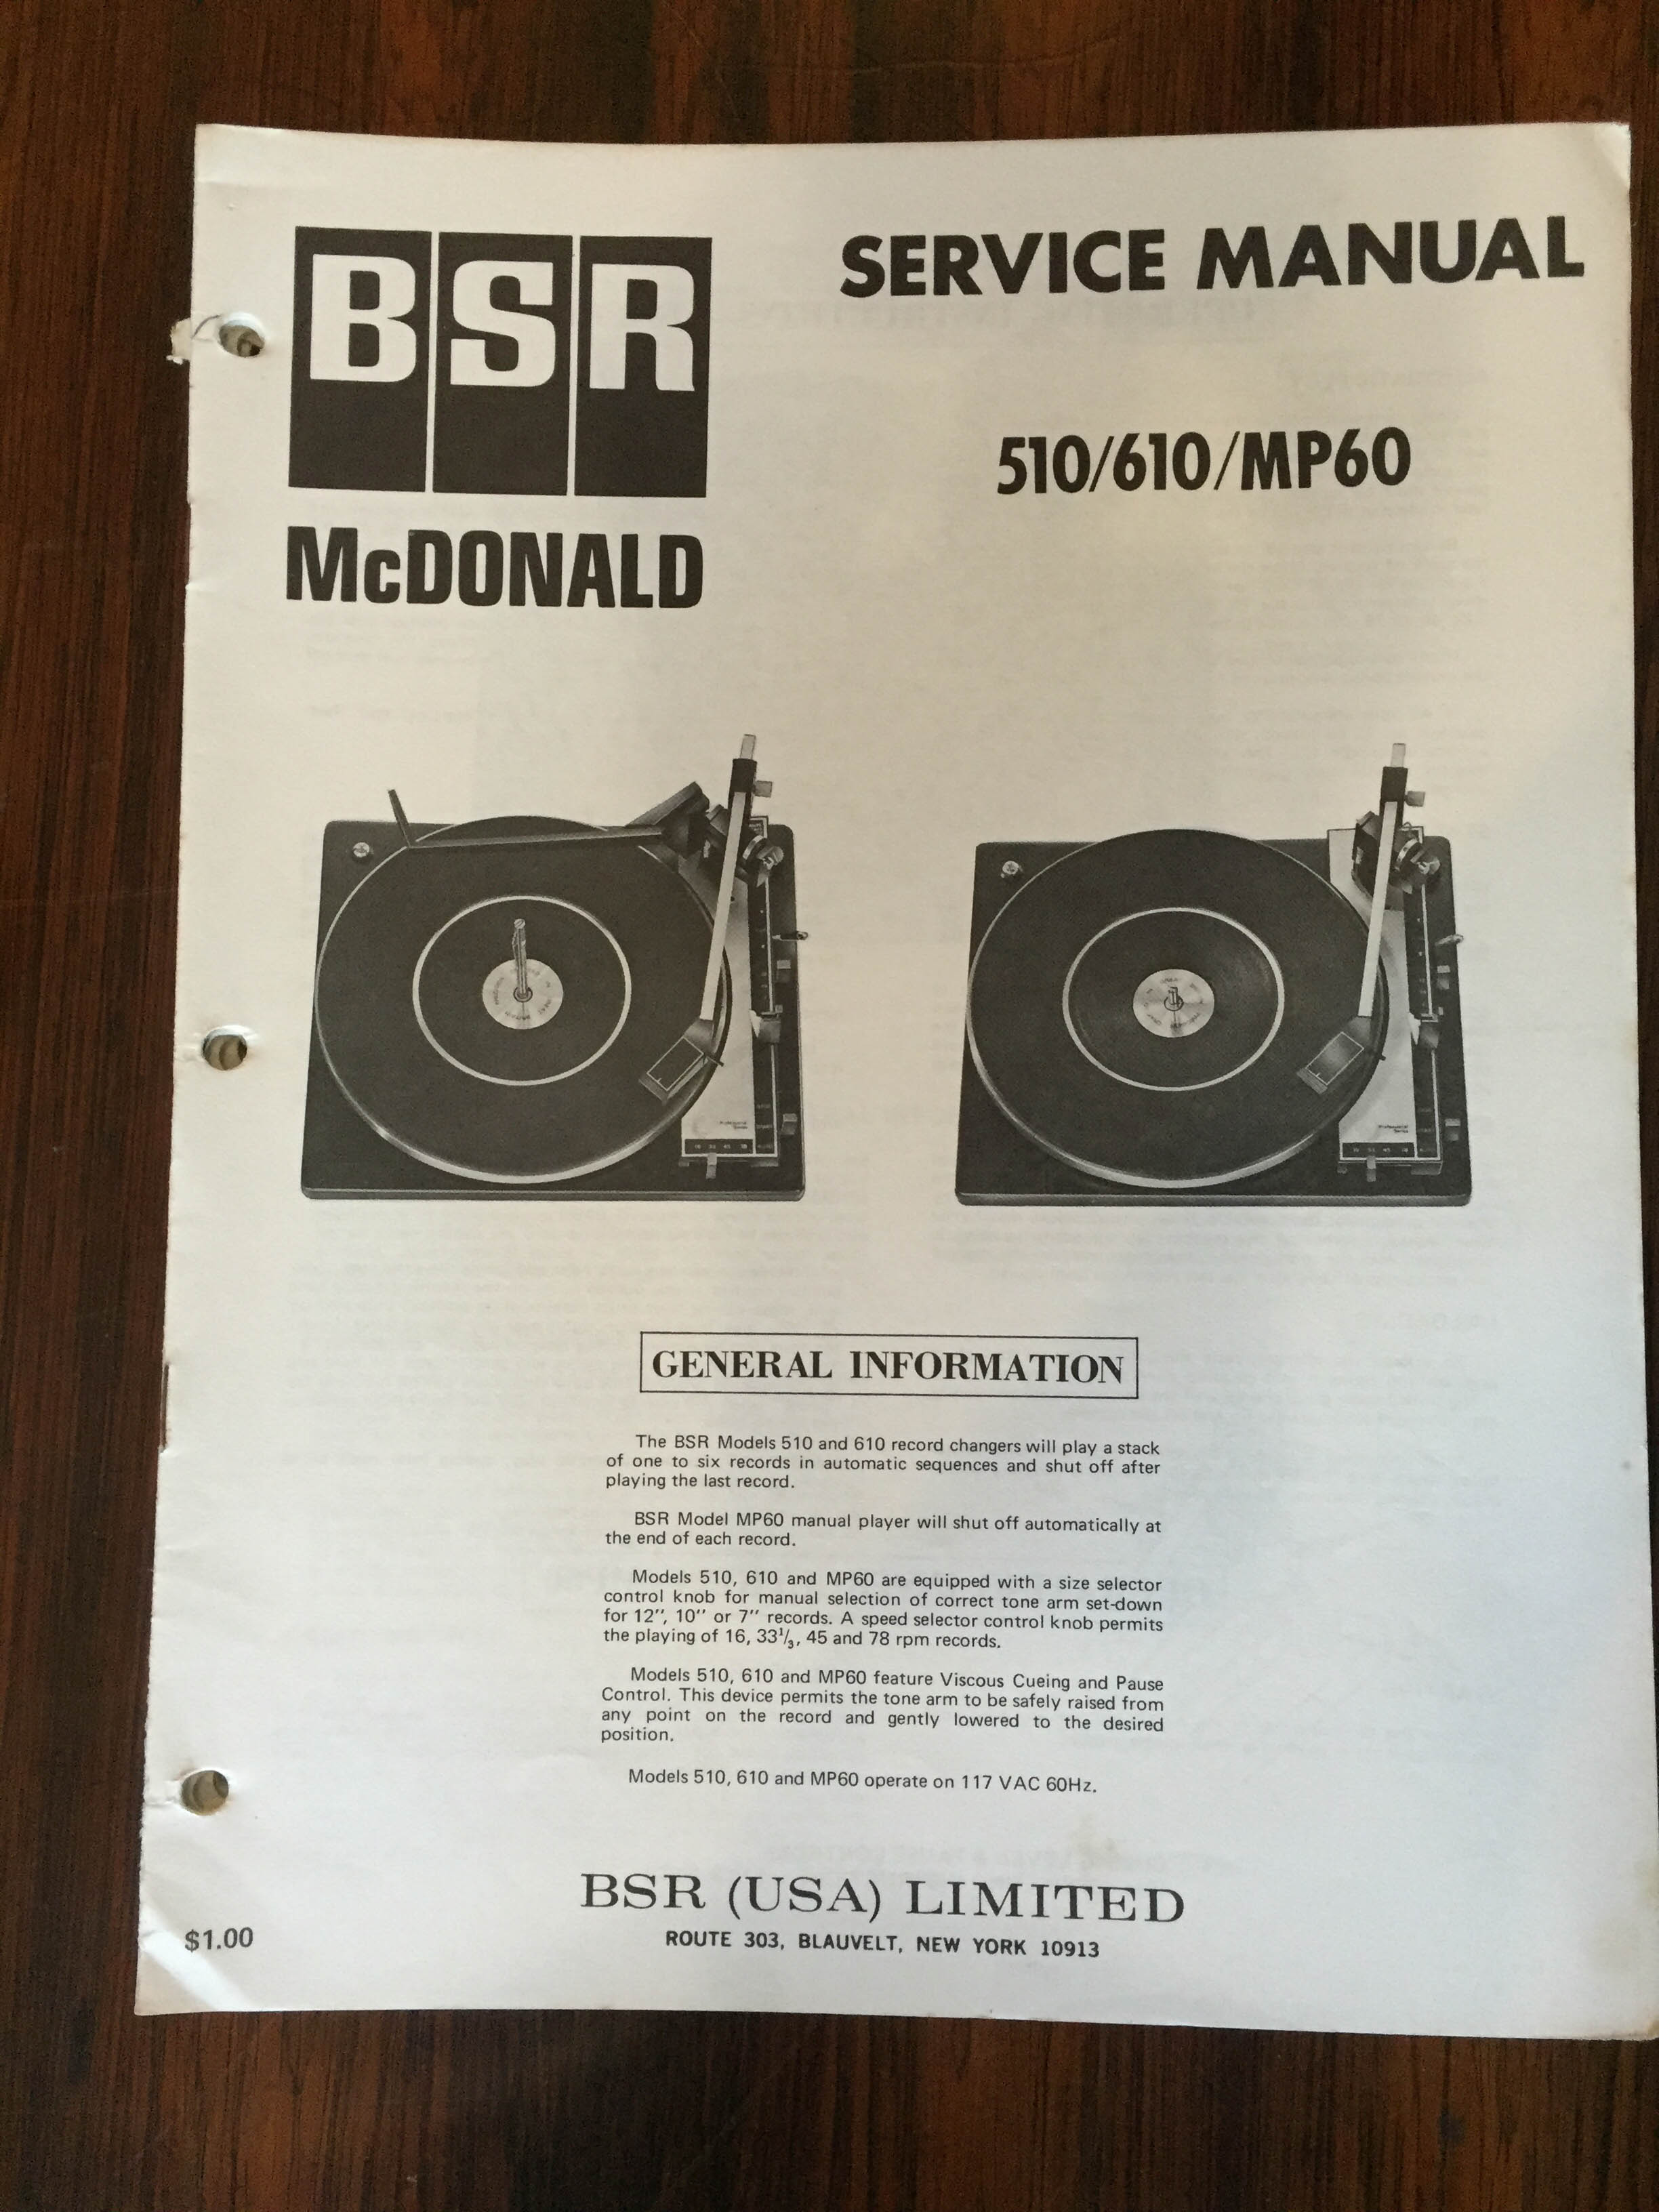 BSR
McDONALD
SERVICE MANUAL
510/610/MP60
GENERAL INFORMATION
The BSR Models 510 and 610 record changers will play a stack
of one to six records in automatic sequences and shut off after
playing the last record.
BSR Model MP60 manual player will shut off automatically at
the end of each record.
Models 510, 610 and MP60 are equipped with a size selector
control knob for manual selection of correct tone arm set-down
for 12'', 10'' or 7'' records. A speed selector control knob permits
the playing of 16, 33 1/3, 45 and 78 rpm records.
Models 510, 610 and MP60 feature Viscous Cueing and Pause
Control. This device permits the tone arm to be safely raised from
any point on the record and gently lowered to the desired
position.
Models 510, 610 and MP60 operate on 117 VAC 60Hz.
BSR (USA) LIMITED
ROUTE 303, BLAUVELT, NEW YORK 10913
$1.00